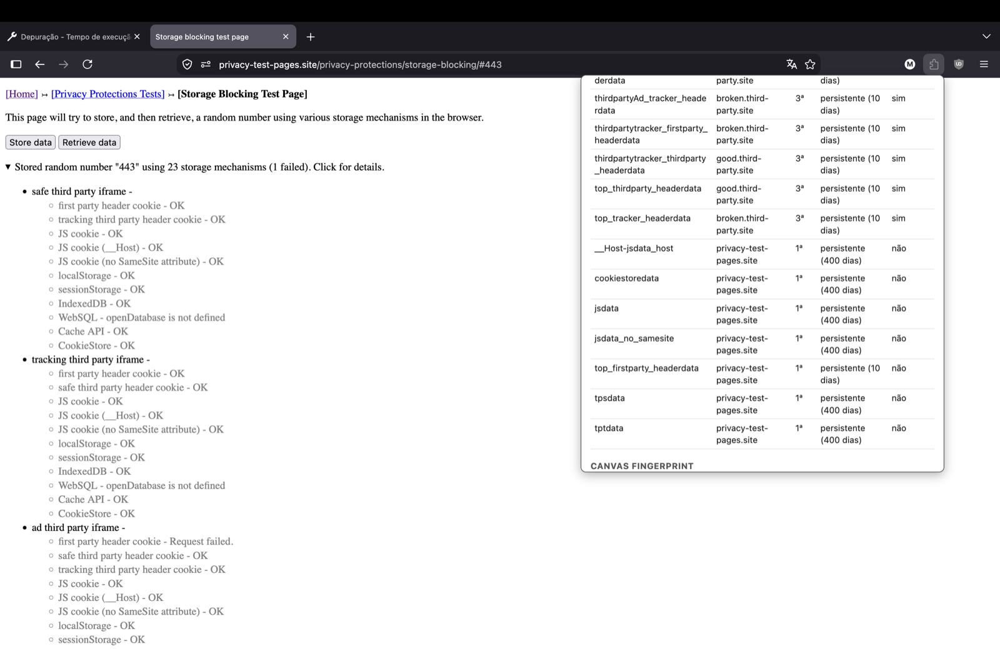 Depuração - Tempo de execuçã
Storage blocking test page
privacy-test-pages.site/privacy-protections/storage-blocking/#443
M
[Home] ↣ [Privacy Protections Tests] ↣ [Storage Blocking Test Page]
This page will try to store, and then retrieve, a random number using various storage mechanisms in the browser.
Store data Retrieve data
▼ Stored random number "443" using 23 storage mechanisms (1 failed). Click for details.
• safe third party iframe -
○ first party header cookie - OK
○ tracking third party header cookie - OK
○ JS cookie - OK
○ JS cookie (__Host) - OK
○ JS cookie (no SameSite attribute) - OK
○ localStorage - OK
○ sessionStorage - OK
○ IndexedDB - OK
○ WebSQL - openDatabase is not defined
○ Cache API - OK
○ CookieStore - OK
• tracking third party iframe -
○ first party header cookie - OK
○ safe third party header cookie - OK
○ JS cookie - OK
○ JS cookie (__Host) - OK
○ JS cookie (no SameSite attribute) - OK
○ localStorage - OK
○ sessionStorage - OK
○ IndexedDB - OK
○ WebSQL - openDatabase is not defined
○ Cache API - OK
○ CookieStore - OK
• ad third party iframe -
○ first party header cookie - Request failed.
○ safe third party header cookie - OK
○ tracking third party header cookie - OK
○ JS cookie - OK
○ JS cookie (__Host) - OK
○ JS cookie (no SameSite attribute) - OK
○ localStorage - OK
○ sessionStorage - OK
derdata party.site dias)
thirdpartyAd_tracker_heade broken.third- 3ª persistente (10 sim
rdata party.site dias)
thirdpartytracker_firstparty_ broken.third- 3ª persistente (10 sim
headerdata party.site dias)
thirdpartytracker_thirdparty good.third- 3ª persistente (10 sim
_headerdata party.site dias)
top_thirdparty_headerdata good.third- 3ª persistente (10 sim
party.site dias)
top_tracker_headerdata broken.third- 3ª persistente (10 sim
party.site dias)
__Host-jsdata_host privacy-test- 1ª persistente não
pages.site (400 dias)
cookiestoredata privacy-test- 1ª persistente não
pages.site (400 dias)
jsdata privacy-test- 1ª persistente não
pages.site (400 dias)
jsdata_no_samesite privacy-test- 1ª persistente não
pages.site (400 dias)
top_firstparty_headerdata privacy-test- 1ª persistente (10 não
pages.site dias)
tpsdata privacy-test- 1ª persistente não
pages.site (400 dias)
tptdata privacy-test- 1ª persistente não
pages.site (400 dias)
CANVAS FINGERPRINT